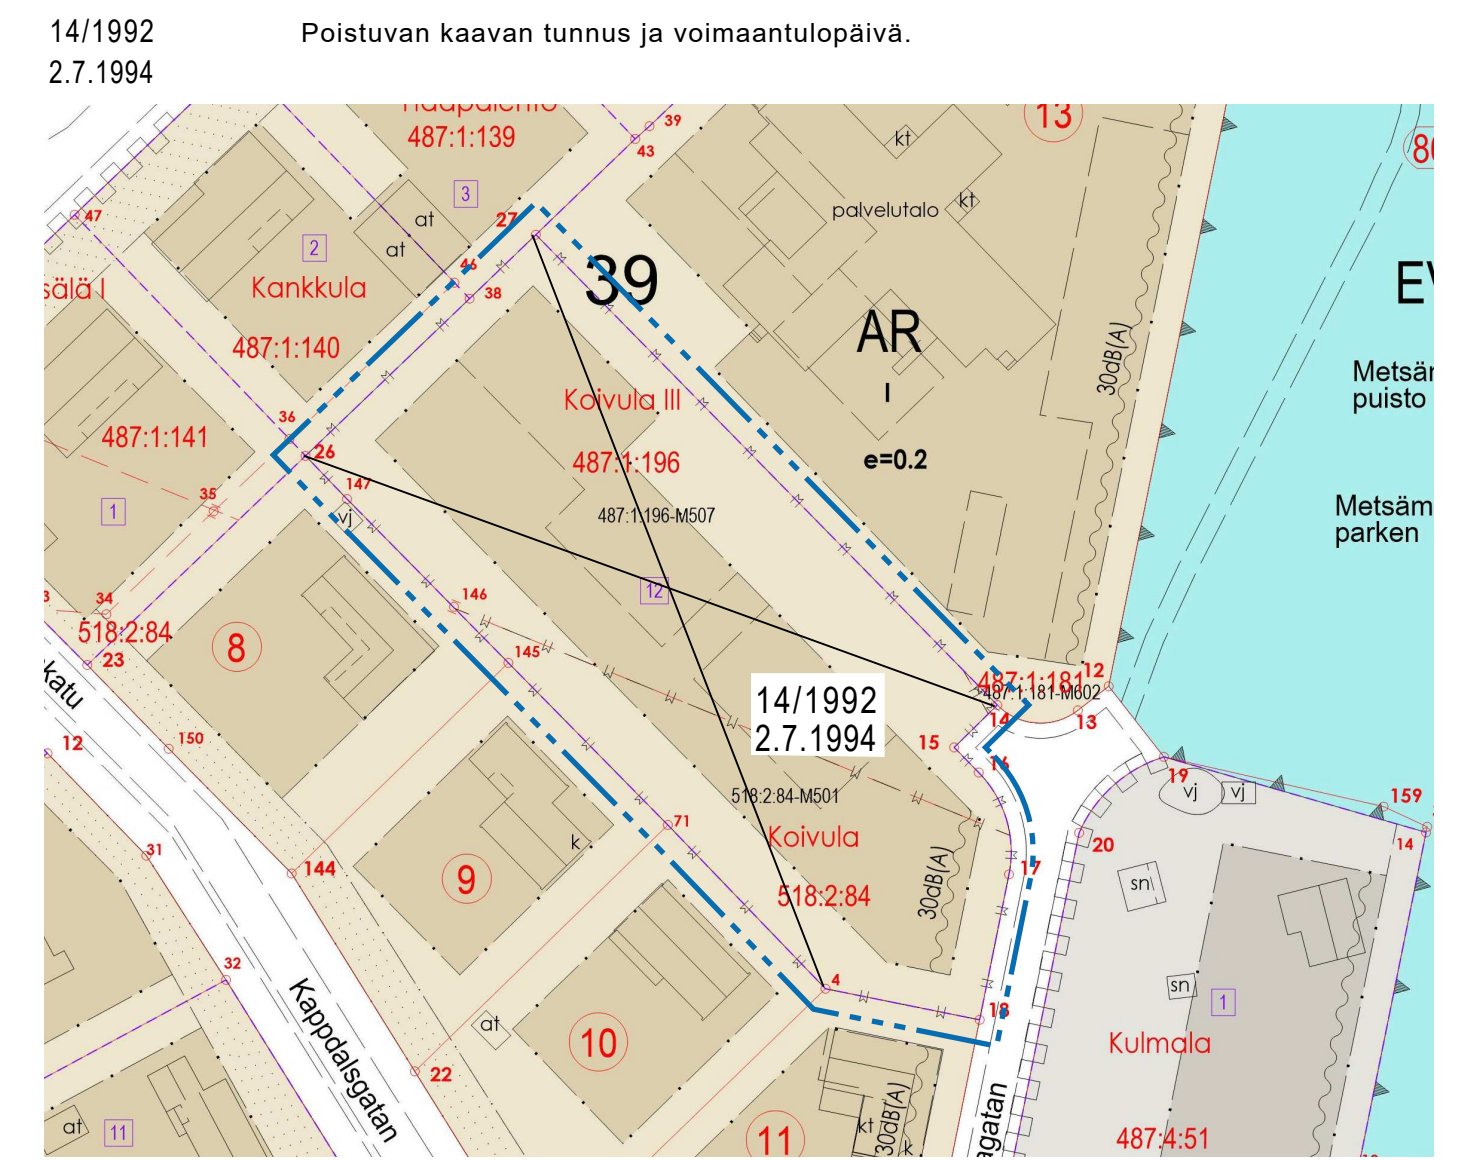 14/1992
Poistuvan kaavan tunnus ja voimaantulopäivä.
2.7.1994
Haapalehto
487:1:139
13
39
43
kt
kt
palvelutalo
3
at
at
27
47
2
Kankkula
487:1:140
46
38
39
AR
I
e=0.2
30dB(A)
Metsäm
puisto
Metsäm
parken
36
26
487:1:141
35
1
147
vj
Koivula III
487:1:196
487:1:196-M507
12
34
518:2:84
23
katu
8
146
145
487:1:181
487:1:181-M602
12
13
14
15
16
14/1992
2.7.1994
12
150
19
vj
vj
159
14
31
144
9
k
71
518:2:84-M501
Koivula
518:2:84
30dB(A)
17
20
sn
32
Kappdalsgatan
4
18
sn
1
at
10
22
Kulmala
487:4:51
at
11
11
kt
30dB(A)
k
agatan